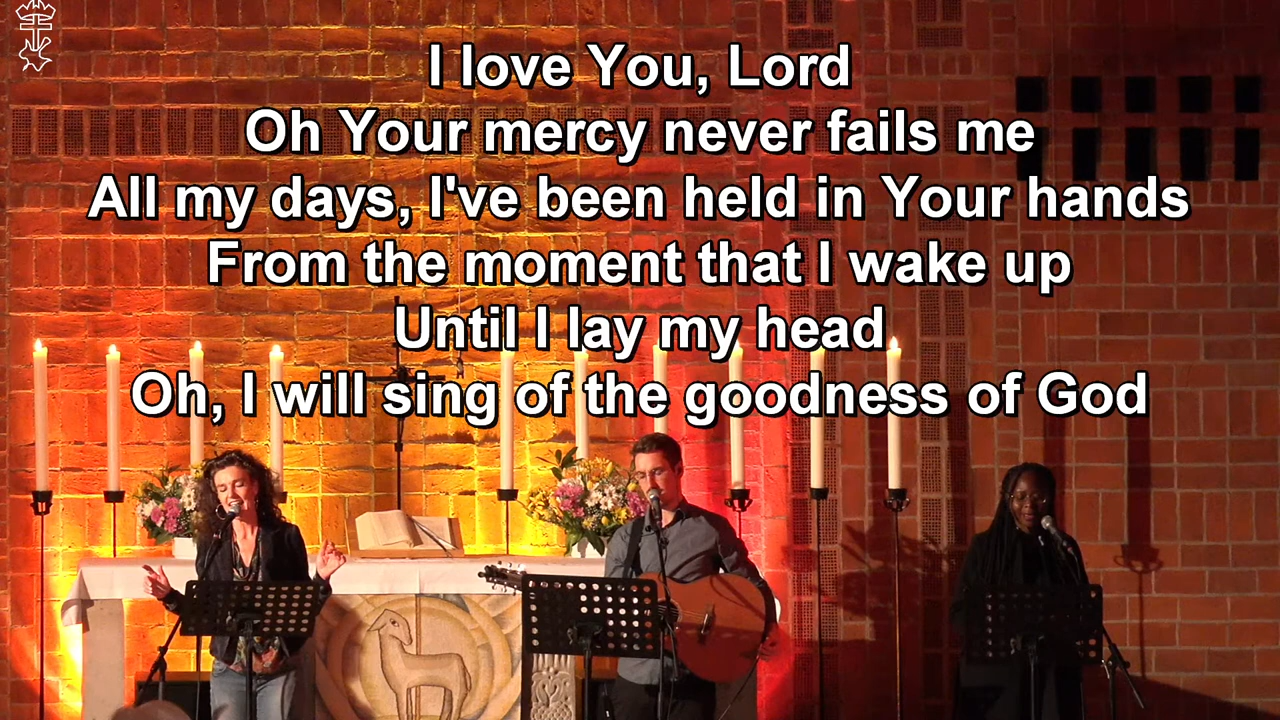 I love You, Lord
Oh Your mercy never fails me
All my days, I've been held in Your hands
From the moment that I wake up
Until I lay my head
Oh, I will sing of the goodness of God